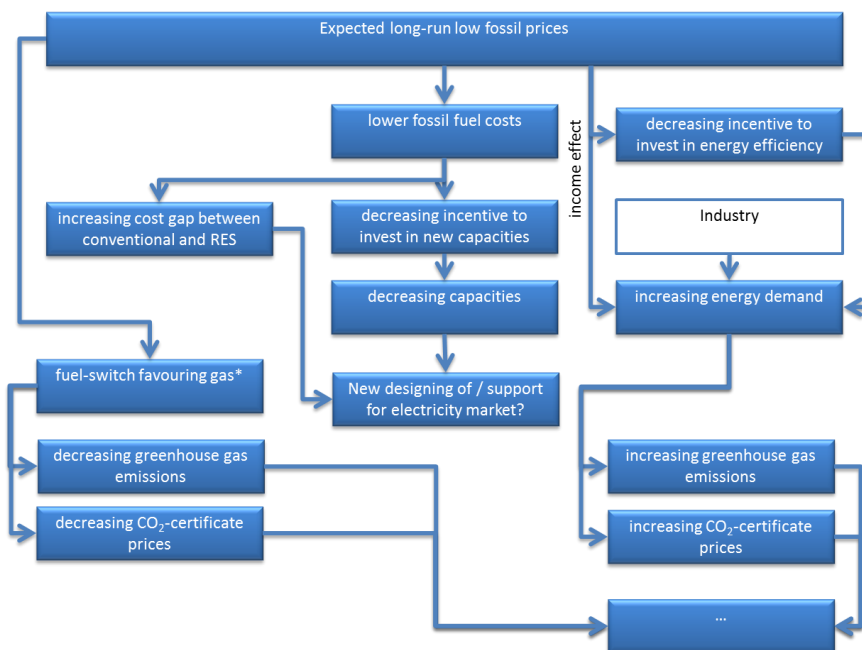 Expected long-run low fossil prices
lower fossil fuel costs
income effect
decreasing incentive to
invest in energy efficiency
increasing cost gap between
conventional and RES
decreasing incentive to
invest in new capacities
Industry
decreasing capacities
increasing energy demand
fuel-switch favouring gas*
New designing of / support
for electricity market?
decreasing greenhouse gas
emissions
increasing greenhouse gas
emissions
decreasing CO₂-certificate
prices
increasing CO₂-certificate
prices
...